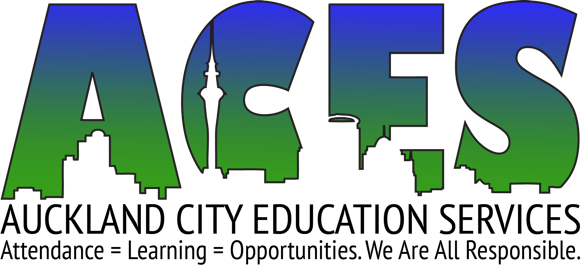 ACES
AUCKLAND CITY EDUCATION SERVICES
Attendance = Learning = Opportunities. We Are All Responsible.